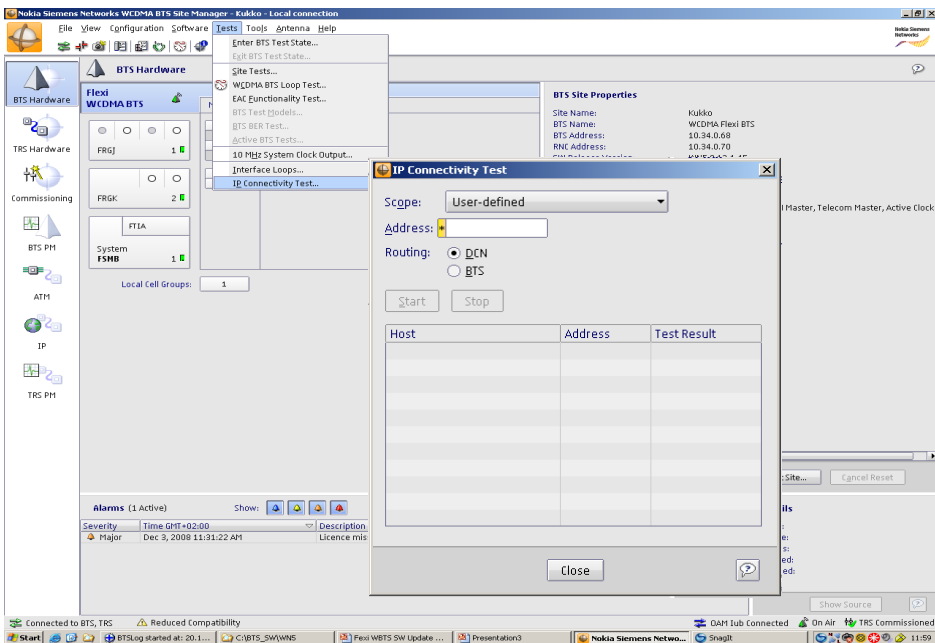 Nokia Siemens Networks WCDMA BTS Site Manager - Kukko - Local connection
File View Configuration Software Tests Tools Antenna Help
Nokia Siemens
Networks
Enter BTS Test State...
Exit BTS Test State...
Site Tests...
WCDMA BTS Loop Test...
EAC Functionality Test...
BTS Test Models...
BTS BER Test...
Active BTS Tests...
10 MHz System Clock Output...
Interface Loops...
IP Connectivity Test...
BTS Hardware
TRS Hardware
Commissioning
BTS PM
ATM
IP
TRS PM
BTS Hardware
Flexi
WCDMA BTS
FRGJ 1
FRGK 2
FTIA
System
FSMB 1
Local Cell Groups: 1
BTS Site Properties
Site Name: Kukko
BTS Name: WCDMA Flexi BTS
BTS Address: 10.34.0.68
RNC Address: 10.34.0.70
l Master, Telecom Master, Active Clock
IP Connectivity Test
Scope: User-defined
Address: *
Routing: DCN
BTS
Start Stop
Host Address Test Result
Close
Site... Cancel Reset
ils
e:
s:
ed:
ed:
Show Source
Alarms (1 Active) Show:
Severity Time GMT+02:00 Description
Major Dec 3, 2008 11:31:22 AM Licence mis
Connected to BTS, TRS Reduced Compatibility OAM Iub Connected On Air TRS Commissioned
Start BTSLog started at: 20.1... C:\BTS_SW\WN5 Fexi WBTS SW Update ... Presentation3 Nokia Siemens Netwo... SnagIt 11:59